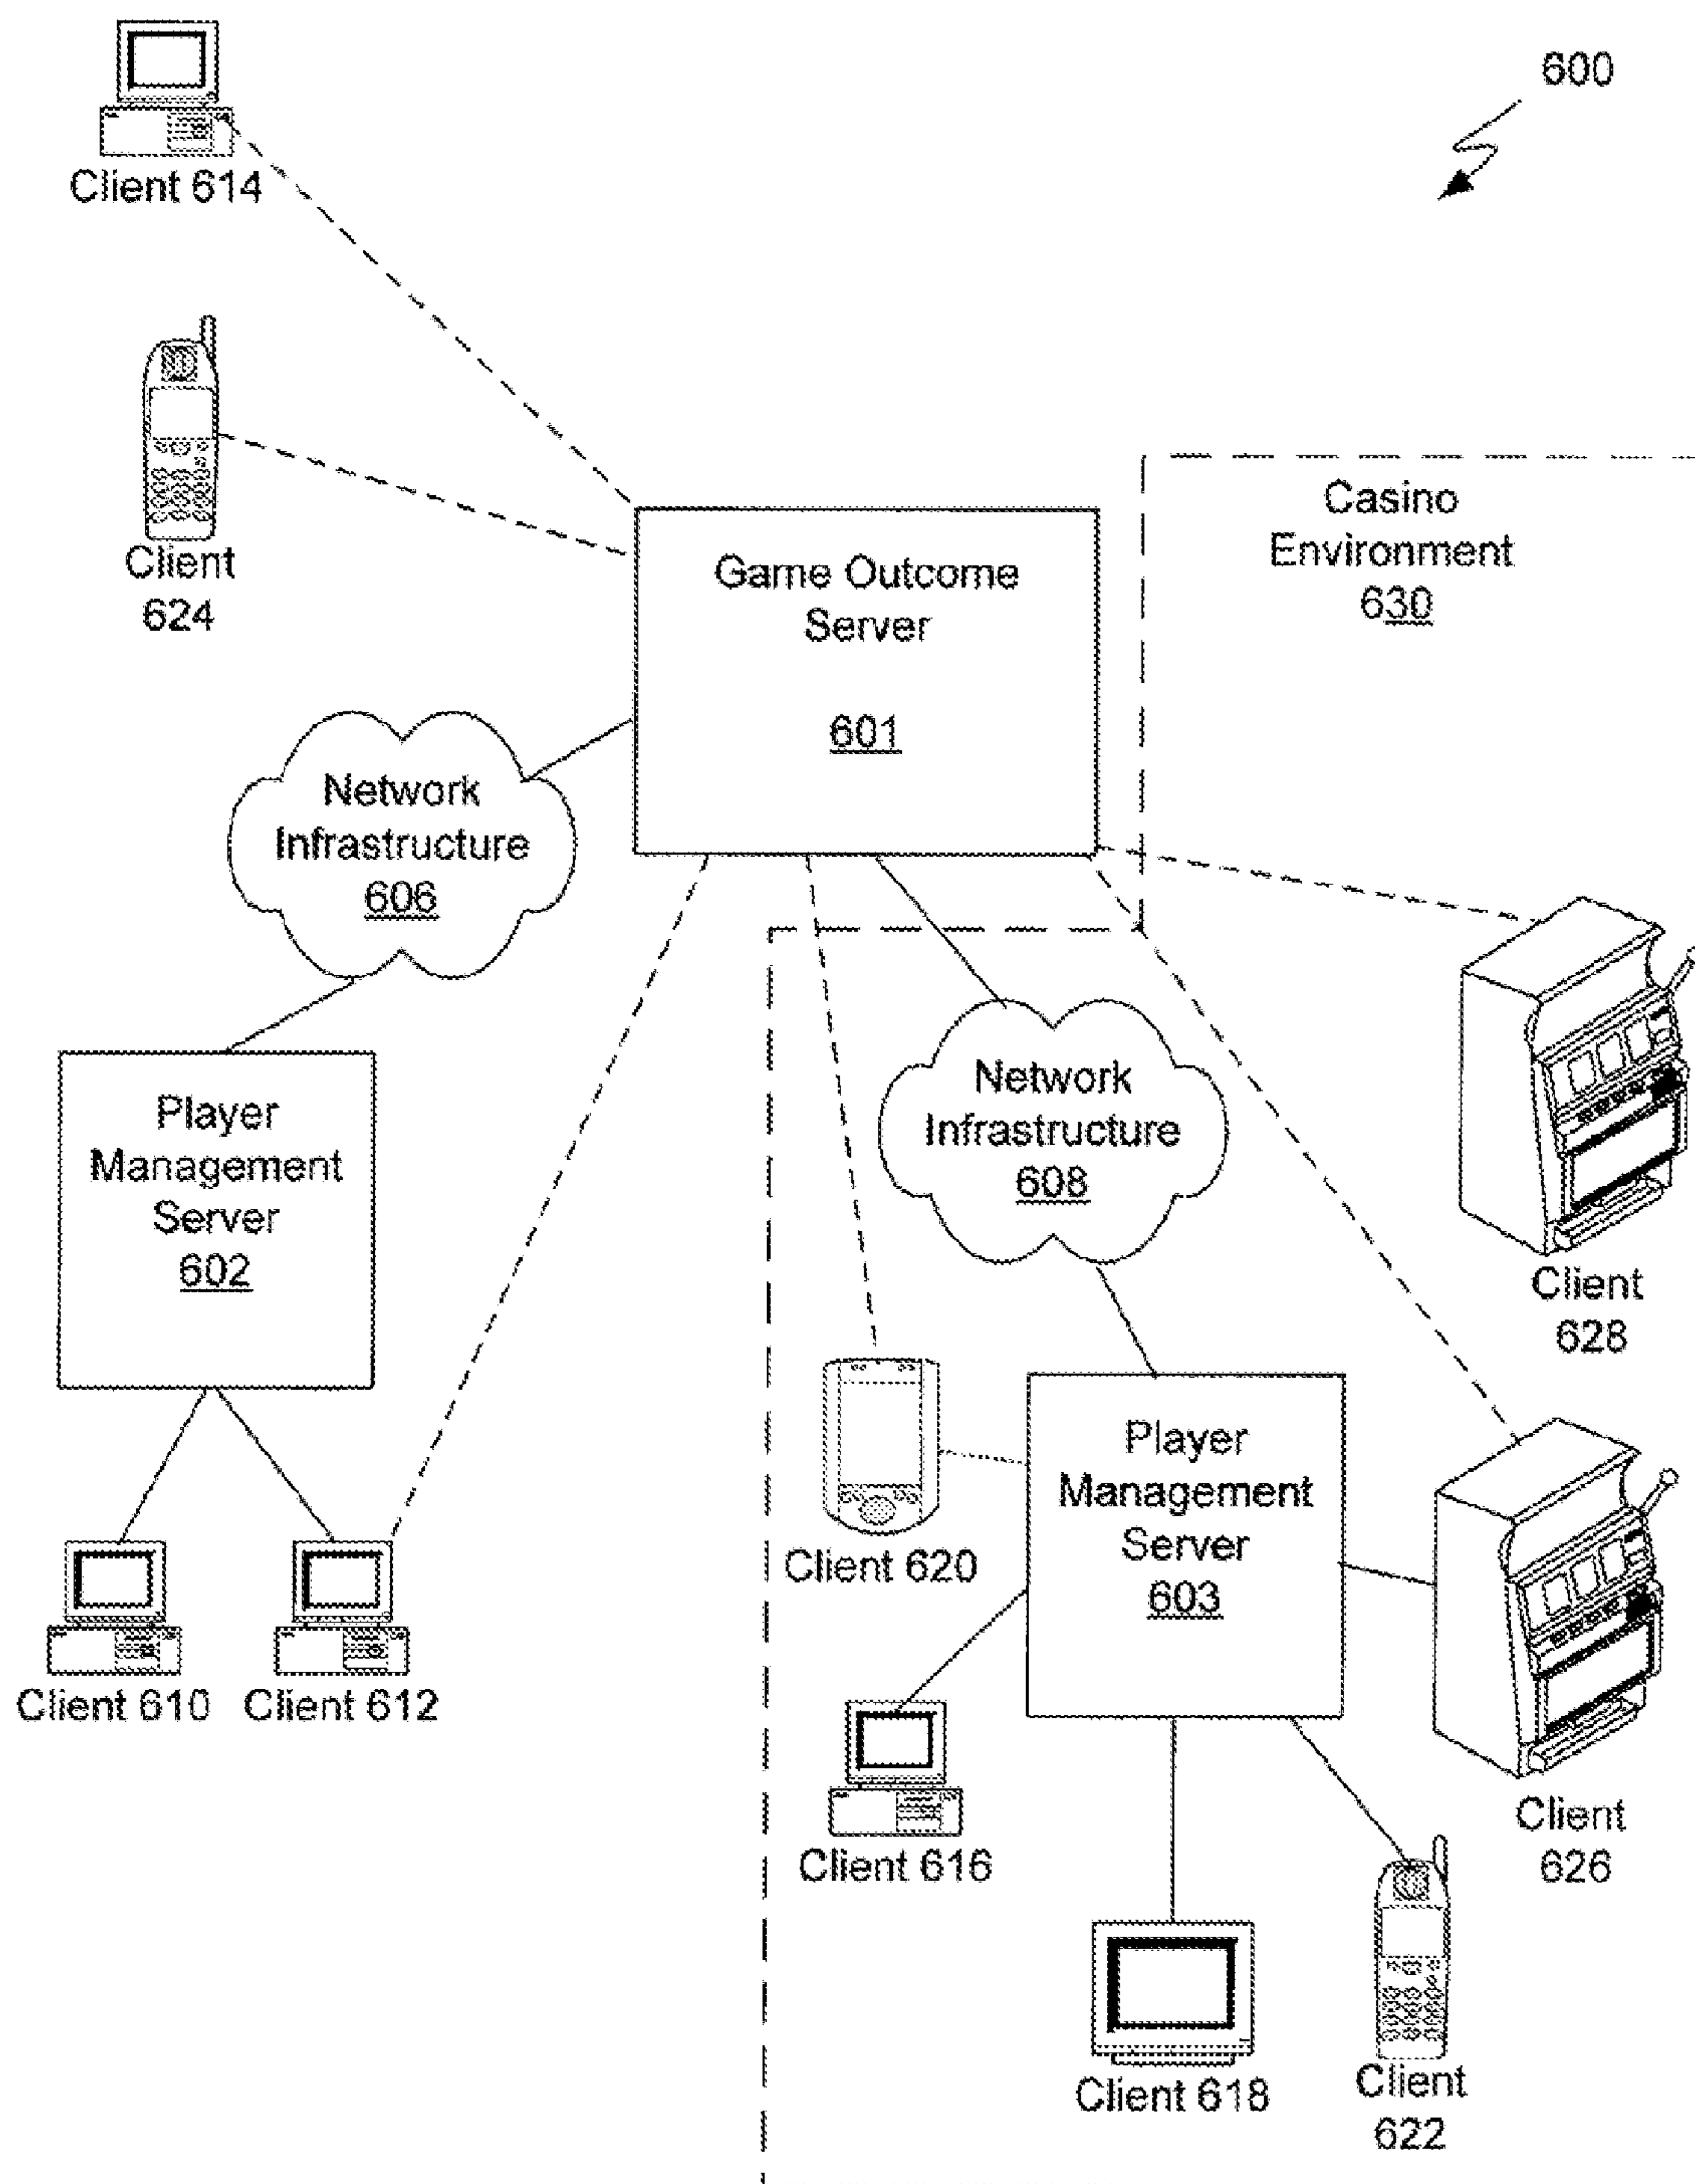 600
Client 614
Client
624
Casino
Environment
630
Game Outcome
Server
601
Network
Infrastructure
606
Network
Infrastructure
608
Player
Management
Server
602
Client
628
Player
Management
Server
603
Client 620
Client 610
Client 612
Client
626
Client 616
Client 618
Client
622